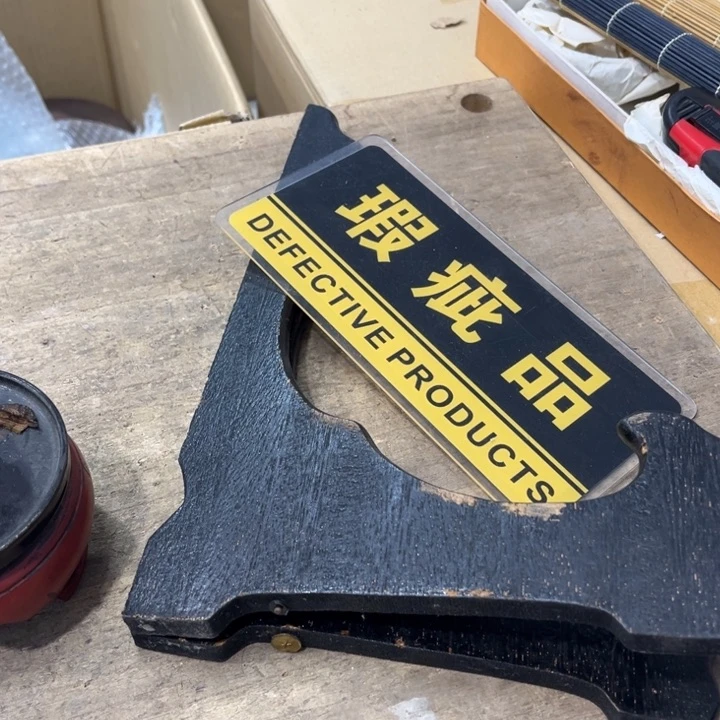 瑕疵品
DEFECTIVE PRODUCTS